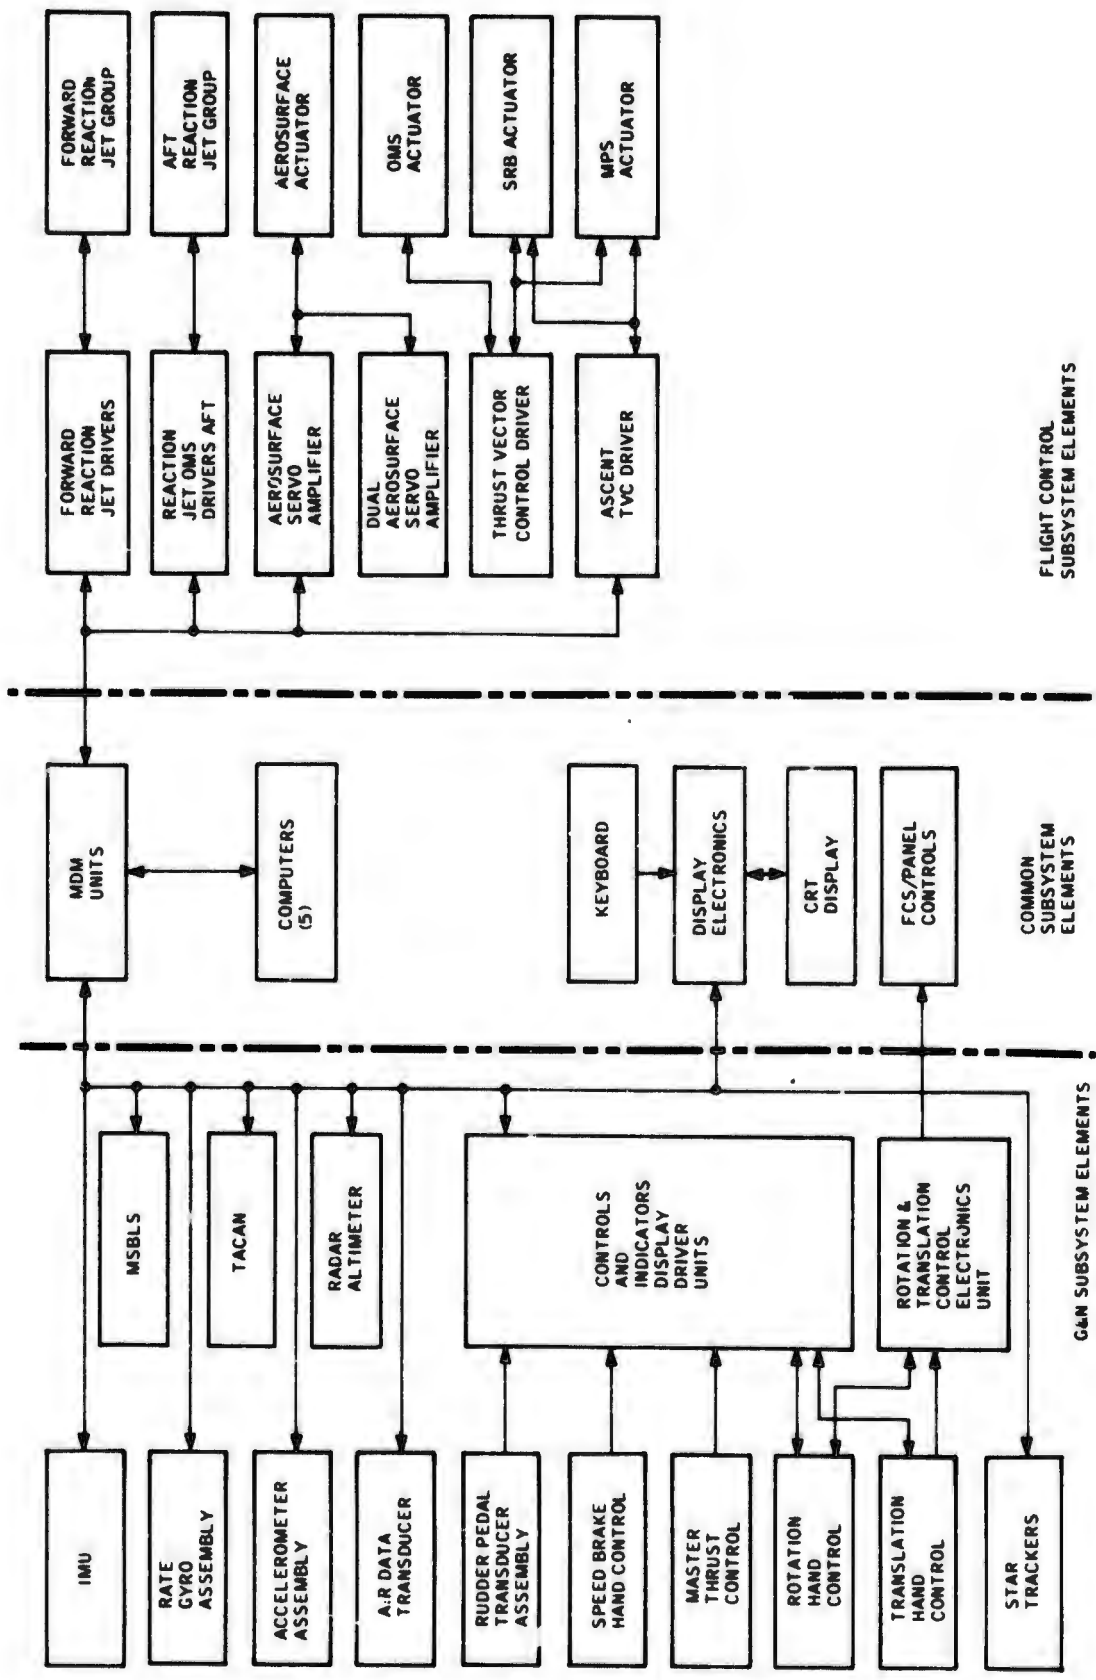 IMU
RATE
GYRO
ASSEMBLY
ACCELEROMETER
ASSEMBLY
A:R DATA
TRANSDUCER
RUDDER PEDAL
TRANSDUCER
ASSEMBLY
SPEED BRAKE
HAND CONTROL
MASTER
THRUST
CONTROL
ROTATION
HAND
CONTROL
TRANSLATION
HAND
CONTROL
STAR
TRACKERS
MSBLS
TACAN
RADAR
ALTIMETER
CONTROLS
AND
INDICATORS
DISPLAY
DRIVER
UNITS
ROTATION &
TRANSLATION
CONTROL
ELECTRONICS
UNIT
G&N SUBSYSTEM ELEMENTS
MDM
UNITS
COMPUTERS
(5)
KEYBOARD
DISPLAY
ELECTRONICS
CRT
DISPLAY
FCS/PANEL
CONTROLS
COMMON
SUBSYSTEM
ELEMENTS
FORWARD
REACTION
JET DRIVERS
REACTION
JET OMS
DRIVERS AFT
AEROSURFACE
SERVO
AMPLIFIER
DUAL
AEROSURFACE
SERVO
AMPLIFIER
THRUST VECTOR
CONTROL DRIVER
ASCENT
TVC DRIVER
FORWARD
REACTION
JET GROUP
AFT
REACTION
JET GROUP
AEROSURFACE
ACTUATOR
OMS
ACTUATOR
SRB ACTUATOR
MPS
ACTUATOR
FLIGHT CONTROL
SUBSYSTEM ELEMENTS